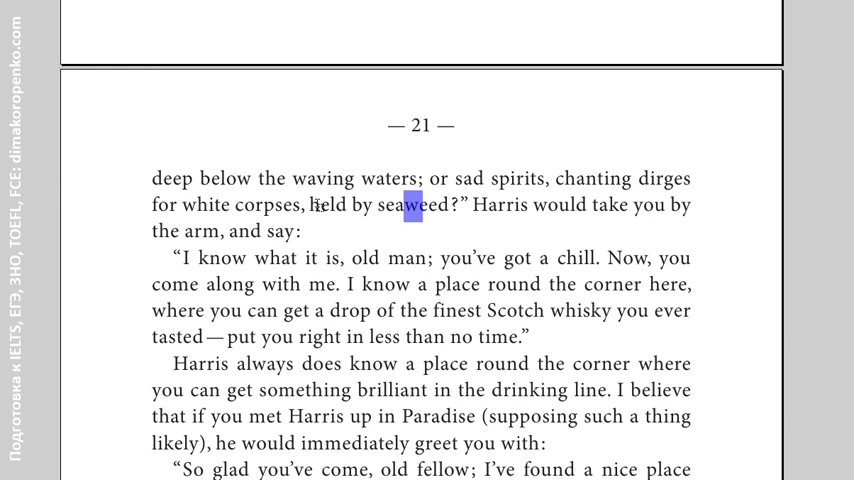 Подготовка к IELTS, ЕГЭ, ЗНО, TOEFL, FCE: dimakoropenko.com
— 21 —
deep below the waving waters; or sad spirits, chanting dirges
for white corpses, held by seaweed?” Harris would take you by
the arm, and say:
“I know what it is, old man; you’ve got a chill. Now, you
come along with me. I know a place round the corner here,
where you can get a drop of the finest Scotch whisky you ever
tasted—put you right in less than no time.”
Harris always does know a place round the corner where
you can get something brilliant in the drinking line. I believe
that if you met Harris up in Paradise (supposing such a thing
likely), he would immediately greet you with:
“So glad you’ve come, old fellow; I’ve found a nice place